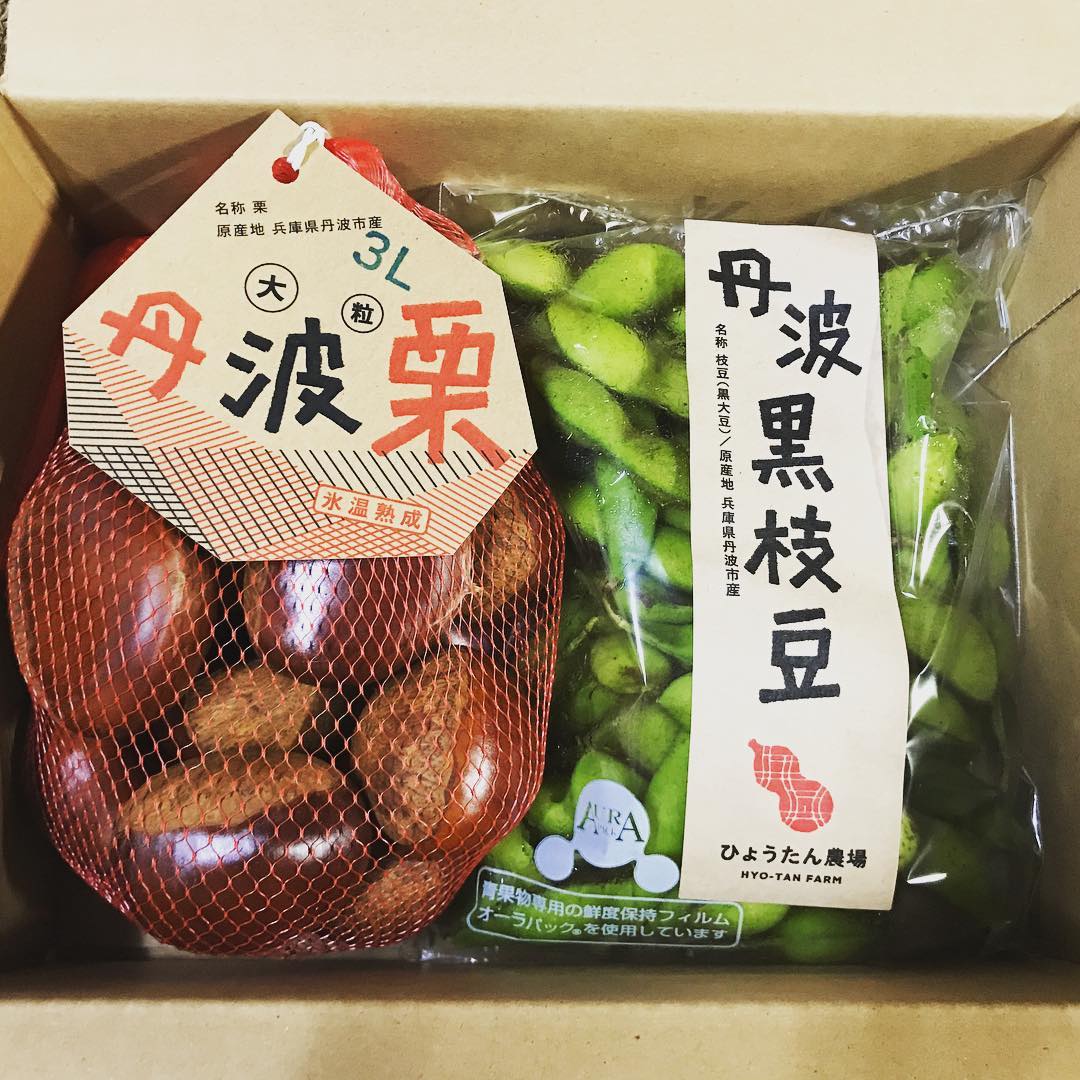 名称 栗
原産地 兵庫県丹波市産
3L
大粒
丹波栗
氷温熟成
丹波黒枝豆
名称 枝豆(黒大豆)/原産地 兵庫県丹波市産
ひょうたん農場
HYO-TAN FARM
AURA
PACK
青果物専用の鮮度保持フィルム
オーラパック®を使用しています